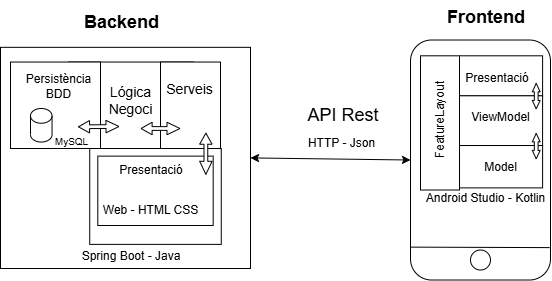 Backend
Frontend
Persistència
BDD
MySQL
Lògica
Negoci
Serveis
Presentació
Web - HTML CSS
Spring Boot - Java
API Rest
HTTP - Json
FeatureLayout
Presentació
ViewModel
Model
Android Studio - Kotlin